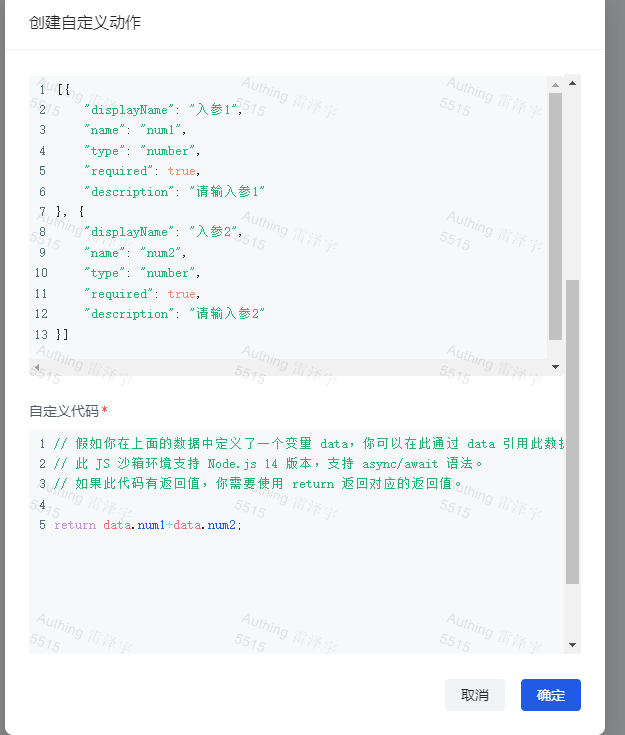 创建自定义动作
1 [{
2 "displayName": "入参1",
3 "name": "num1",
4 "type": "number",
5 "required": true,
6 "description": "请输入参1"
7 }, {
8 "displayName": "入参2",
9 "name": "num2",
10 "type": "number",
11 "required": true,
12 "description": "请输入参2"
13 }]
自定义代码*
1 // 假如你在上面的数据中定义了一个变量 data，你可以在此通过 data 引用此数据
2 // 此 JS 沙箱环境支持 Node.js 14 版本，支持 async/await 语法。
3 // 如果此代码有返回值，你需要使用 return 返回对应的返回值。
4
5 return data.num1+data.num2;
取消 确定
Authing 雷泽宇
5515